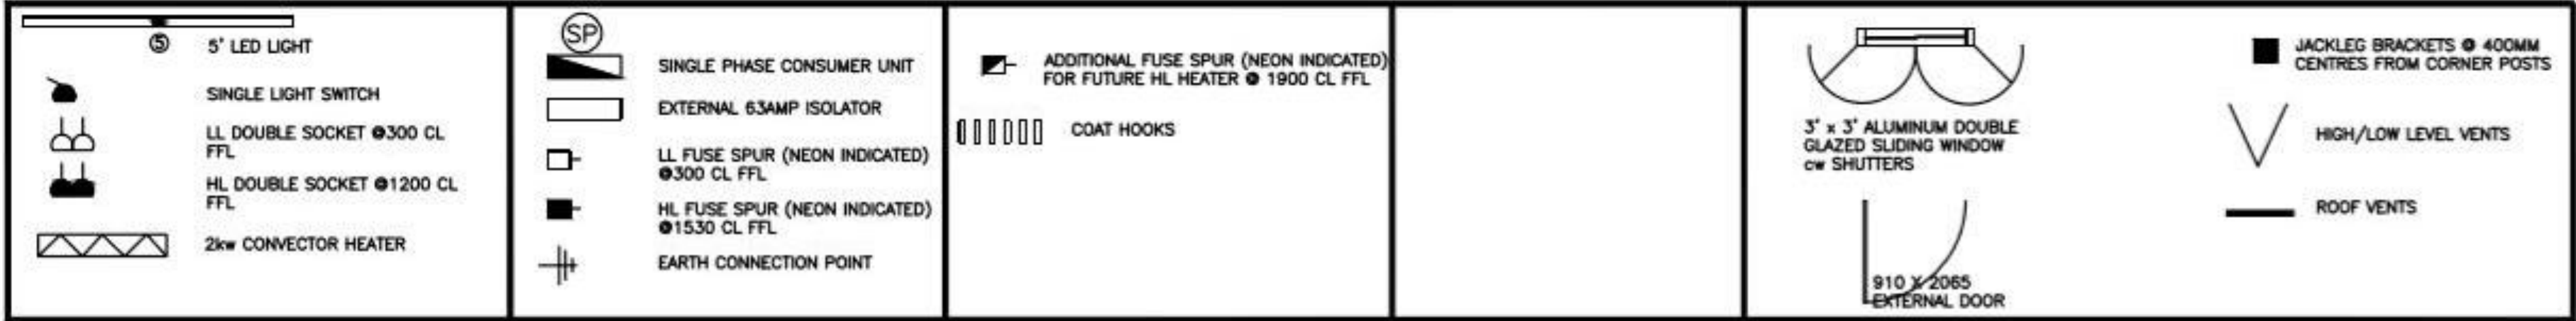 ⑤
5' LED LIGHT
SINGLE LIGHT SWITCH
LL DOUBLE SOCKET @300 CL
FFL
HL DOUBLE SOCKET @1200 CL
FFL
2kw CONVECTOR HEATER
SP
SINGLE PHASE CONSUMER UNIT
EXTERNAL 63AMP ISOLATOR
LL FUSE SPUR (NEON INDICATED)
@300 CL FFL
HL FUSE SPUR (NEON INDICATED)
@1530 CL FFL
EARTH CONNECTION POINT
ADDITIONAL FUSE SPUR (NEON INDICATED)
FOR FUTURE HL HEATER @ 1900 CL FFL
COAT HOOKS
3' x 3' ALUMINUM DOUBLE
GLAZED SLIDING WINDOW
cw SHUTTERS
910 X 2065
EXTERNAL DOOR
JACKLEG BRACKETS @ 400MM
CENTRES FROM CORNER POSTS
HIGH/LOW LEVEL VENTS
ROOF VENTS